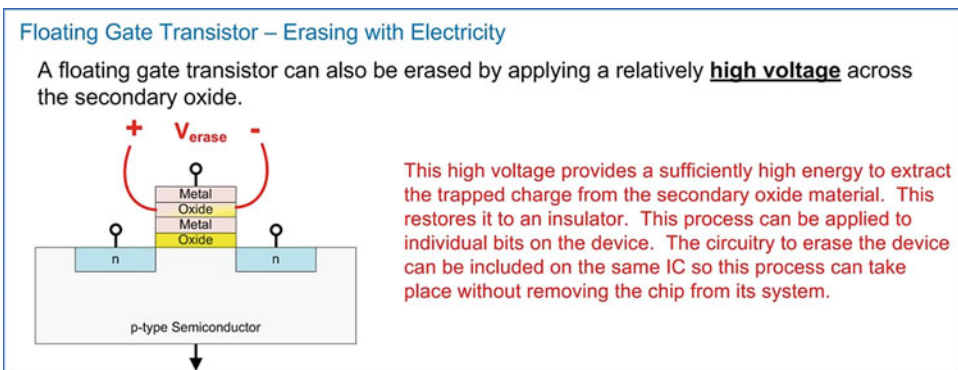 Floating Gate Transistor – Erasing with Electricity
A floating gate transistor can also be erased by applying a relatively high voltage across
the secondary oxide.
+ Verase -
This high voltage provides a sufficiently high energy to extract
the trapped charge from the secondary oxide material. This
restores it to an insulator. This process can be applied to
individual bits on the device. The circuitry to erase the device
can be included on the same IC so this process can take
place without removing the chip from its system.
Metal
Oxide
Metal
Oxide
n
n
p-type Semiconductor